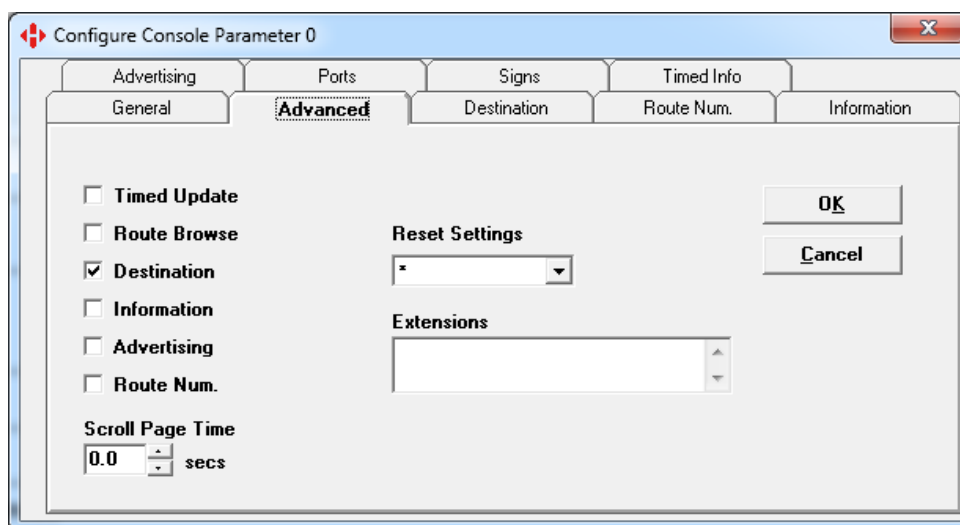 Configure Console Parameter 0
X
Advertising
Ports
Signs
Timed Info
General
Advanced
Destination
Route Num.
Information
Timed Update
Route Browse
Destination
Information
Advertising
Route Num.
Scroll Page Time
0.0
secs
Reset Settings
*
Extensions
OK
Cancel